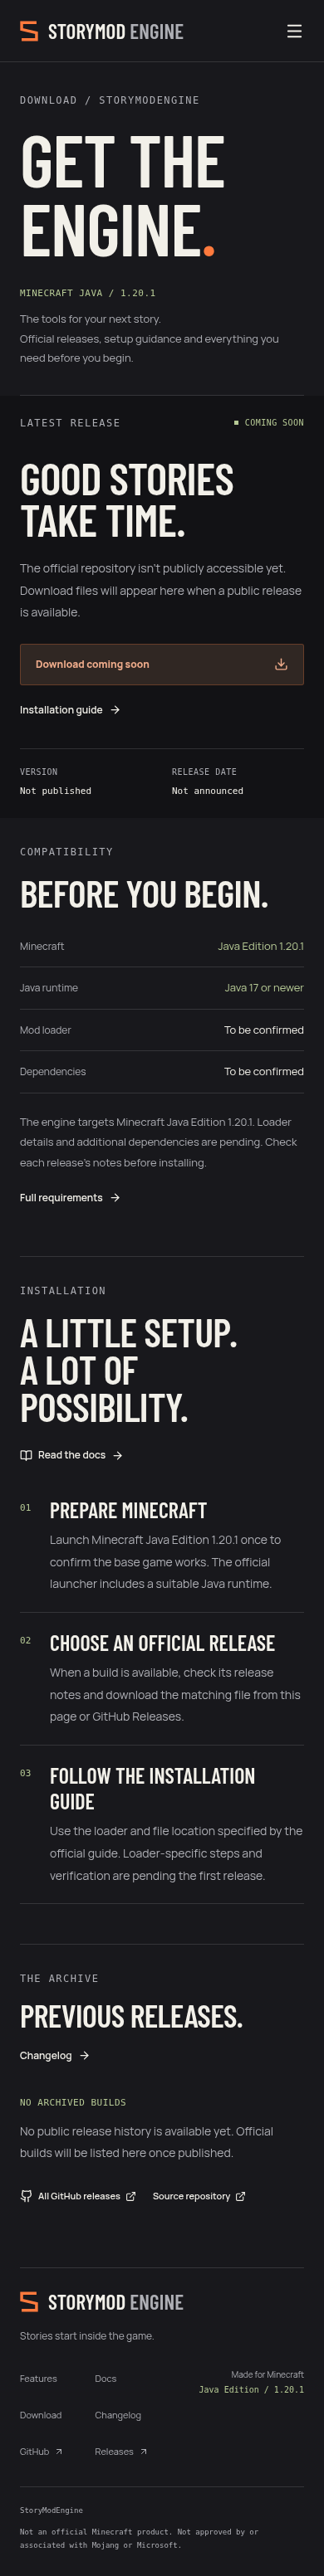 STORYMOD ENGINE
DOWNLOAD / STORYMODENGINE
GET THE
ENGINE.
MINECRAFT JAVA / 1.20.1
The tools for your next story.
Official releases, setup guidance and everything you
need before you begin.
LATEST RELEASE
COMING SOON
GOOD STORIES
TAKE TIME.
The official repository isn't publicly accessible yet.
Download files will appear here when a public release
is available.
Download coming soon
Installation guide →
VERSION
RELEASE DATE
Not published
Not announced
COMPATIBILITY
BEFORE YOU BEGIN.
Minecraft
Java Edition 1.20.1
Java runtime
Java 17 or newer
Mod loader
To be confirmed
Dependencies
To be confirmed
The engine targets Minecraft Java Edition 1.20.1. Loader
details and additional dependencies are pending. Check
each release's notes before installing.
Full requirements →
INSTALLATION
A LITTLE SETUP.
A LOT OF
POSSIBILITY.
Read the docs →
01 PREPARE MINECRAFT
Launch Minecraft Java Edition 1.20.1 once to
confirm the base game works. The official
launcher includes a suitable Java runtime.
02 CHOOSE AN OFFICIAL RELEASE
When a build is available, check its release
notes and download the matching file from this
page or GitHub Releases.
03 FOLLOW THE INSTALLATION
GUIDE
Use the loader and file location specified by the
official guide. Loader-specific steps and
verification are pending the first release.
THE ARCHIVE
PREVIOUS RELEASES.
Changelog →
NO ARCHIVED BUILDS
No public release history is available yet. Official
builds will be listed here once published.
All GitHub releases
Source repository
STORYMOD ENGINE
Stories start inside the game.
Features
Docs
Made for Minecraft
Java Edition / 1.20.1
Download
Changelog
GitHub ↗
Releases ↗
StoryModEngine
Not an official Minecraft product. Not approved by or
associated with Mojang or Microsoft.